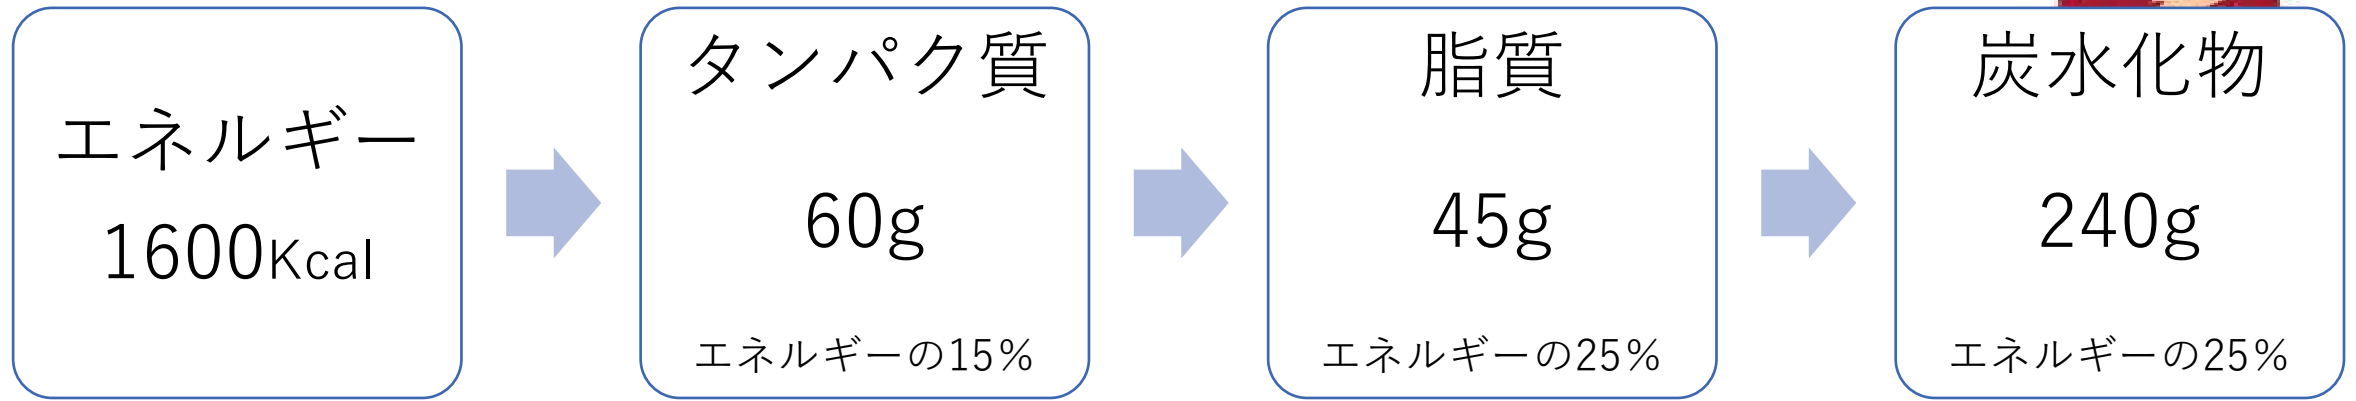 エネルギー
1600Kcal
タンパク質
60g
エネルギーの15%
脂質
45g
エネルギーの25%
炭水化物
240g
エネルギーの25%